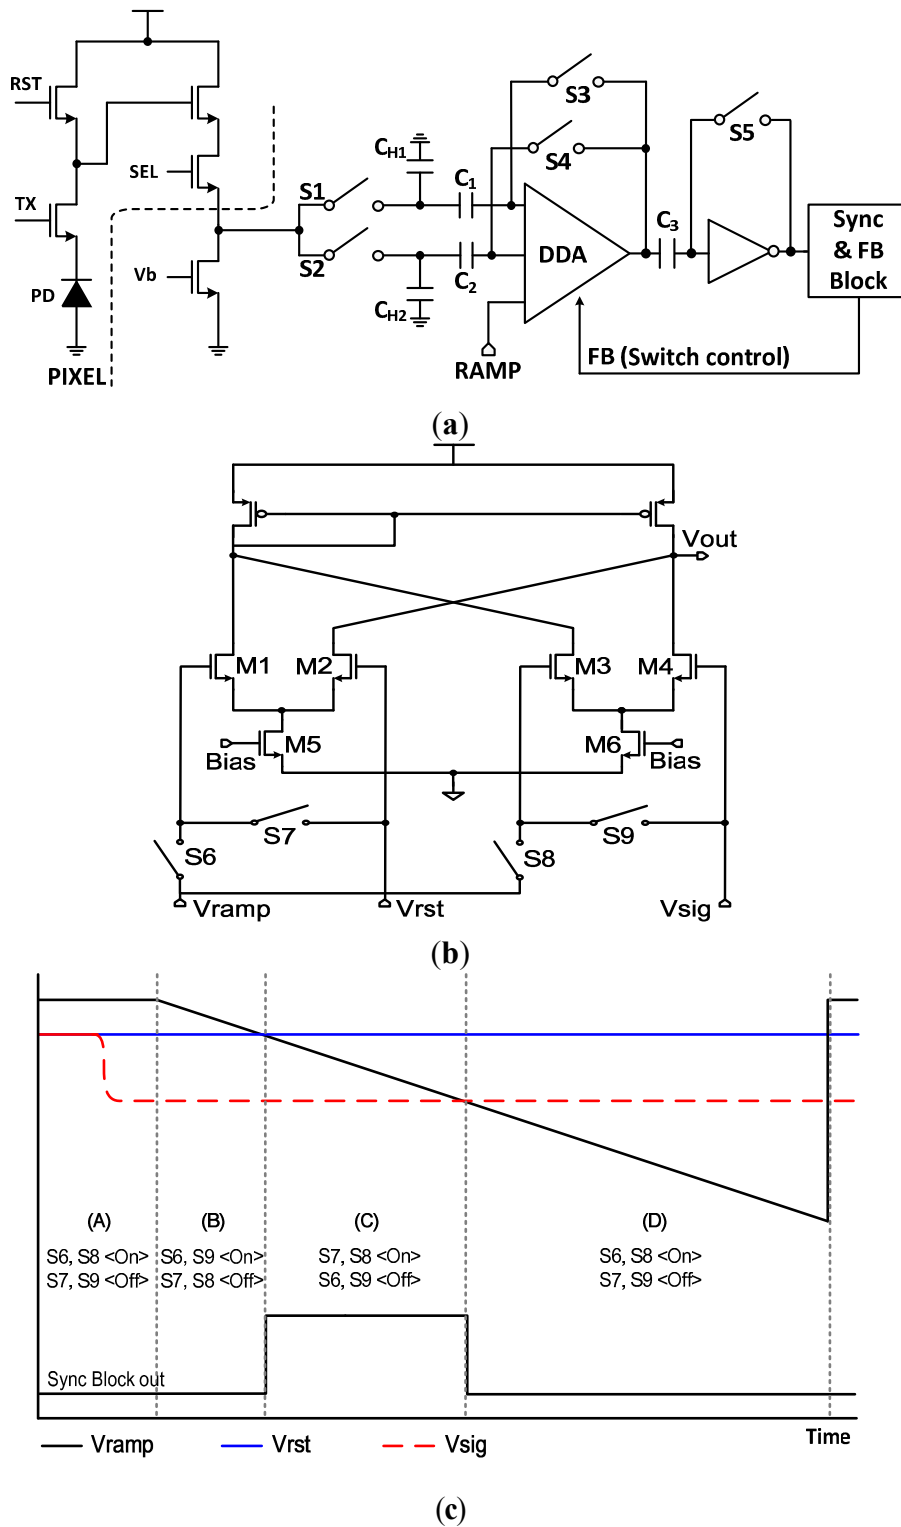 RST
SEL
TX
Vb
PD
PIXEL
S1
S2
CH1
CH2
C1
C2
S3
S4
DDA
RAMP
C3
S5
Sync
& FB
Block
FB (Switch control)
(a)
Vout
M1
M2
M3
M4
M5
M6
Bias
Bias
S7
S9
S6
S8
Vramp
Vrst
Vsig
(b)
(A)
S6, S8 <On>
S7, S9 <Off>
(B)
S6, S9 <On>
S7, S8 <Off>
(C)
S7, S8 <On>
S6, S9 <Off>
(D)
S6, S8 <On>
S7, S9 <Off>
Sync Block out
Vramp
Vrst
Vsig
Time
(c)